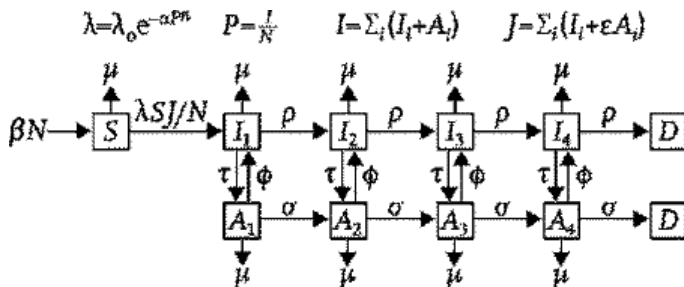 λ=λ₀e^{-αPⁿ} P=I/N I=Σᵢ(Iᵢ+Aᵢ) J=Σᵢ(Iᵢ+εAᵢ)
μ μ μ μ μ
βN S λSJ/N I₁ ρ I₂ ρ I₃ ρ I₄ ρ D
τ ϕ τ ϕ τ ϕ τ ϕ
A₁ σ A₂ σ A₃ σ A₄ σ D
μ μ μ μ